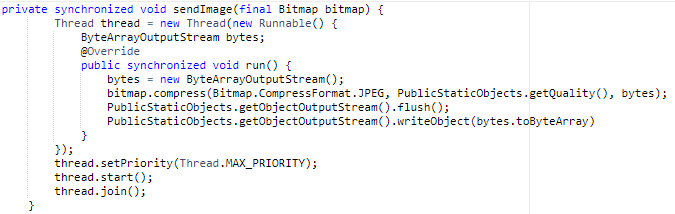 private synchronized void sendImage(final Bitmap bitmap) {
Thread thread = new Thread(new Runnable() {
ByteArrayOutputStream bytes;
@Override
public synchronized void run() {
bytes = new ByteArrayOutputStream();
bitmap.compress(Bitmap.CompressFormat.JPEG, PublicStaticObjects.getQuality(), bytes);
PublicStaticObjects.getObjectOutputStream().flush();
PublicStaticObjects.getObjectOutputStream().writeObject(bytes.toByteArray)
}
});
thread.setPriority(Thread.MAX_PRIORITY);
thread.start();
thread.join();
}